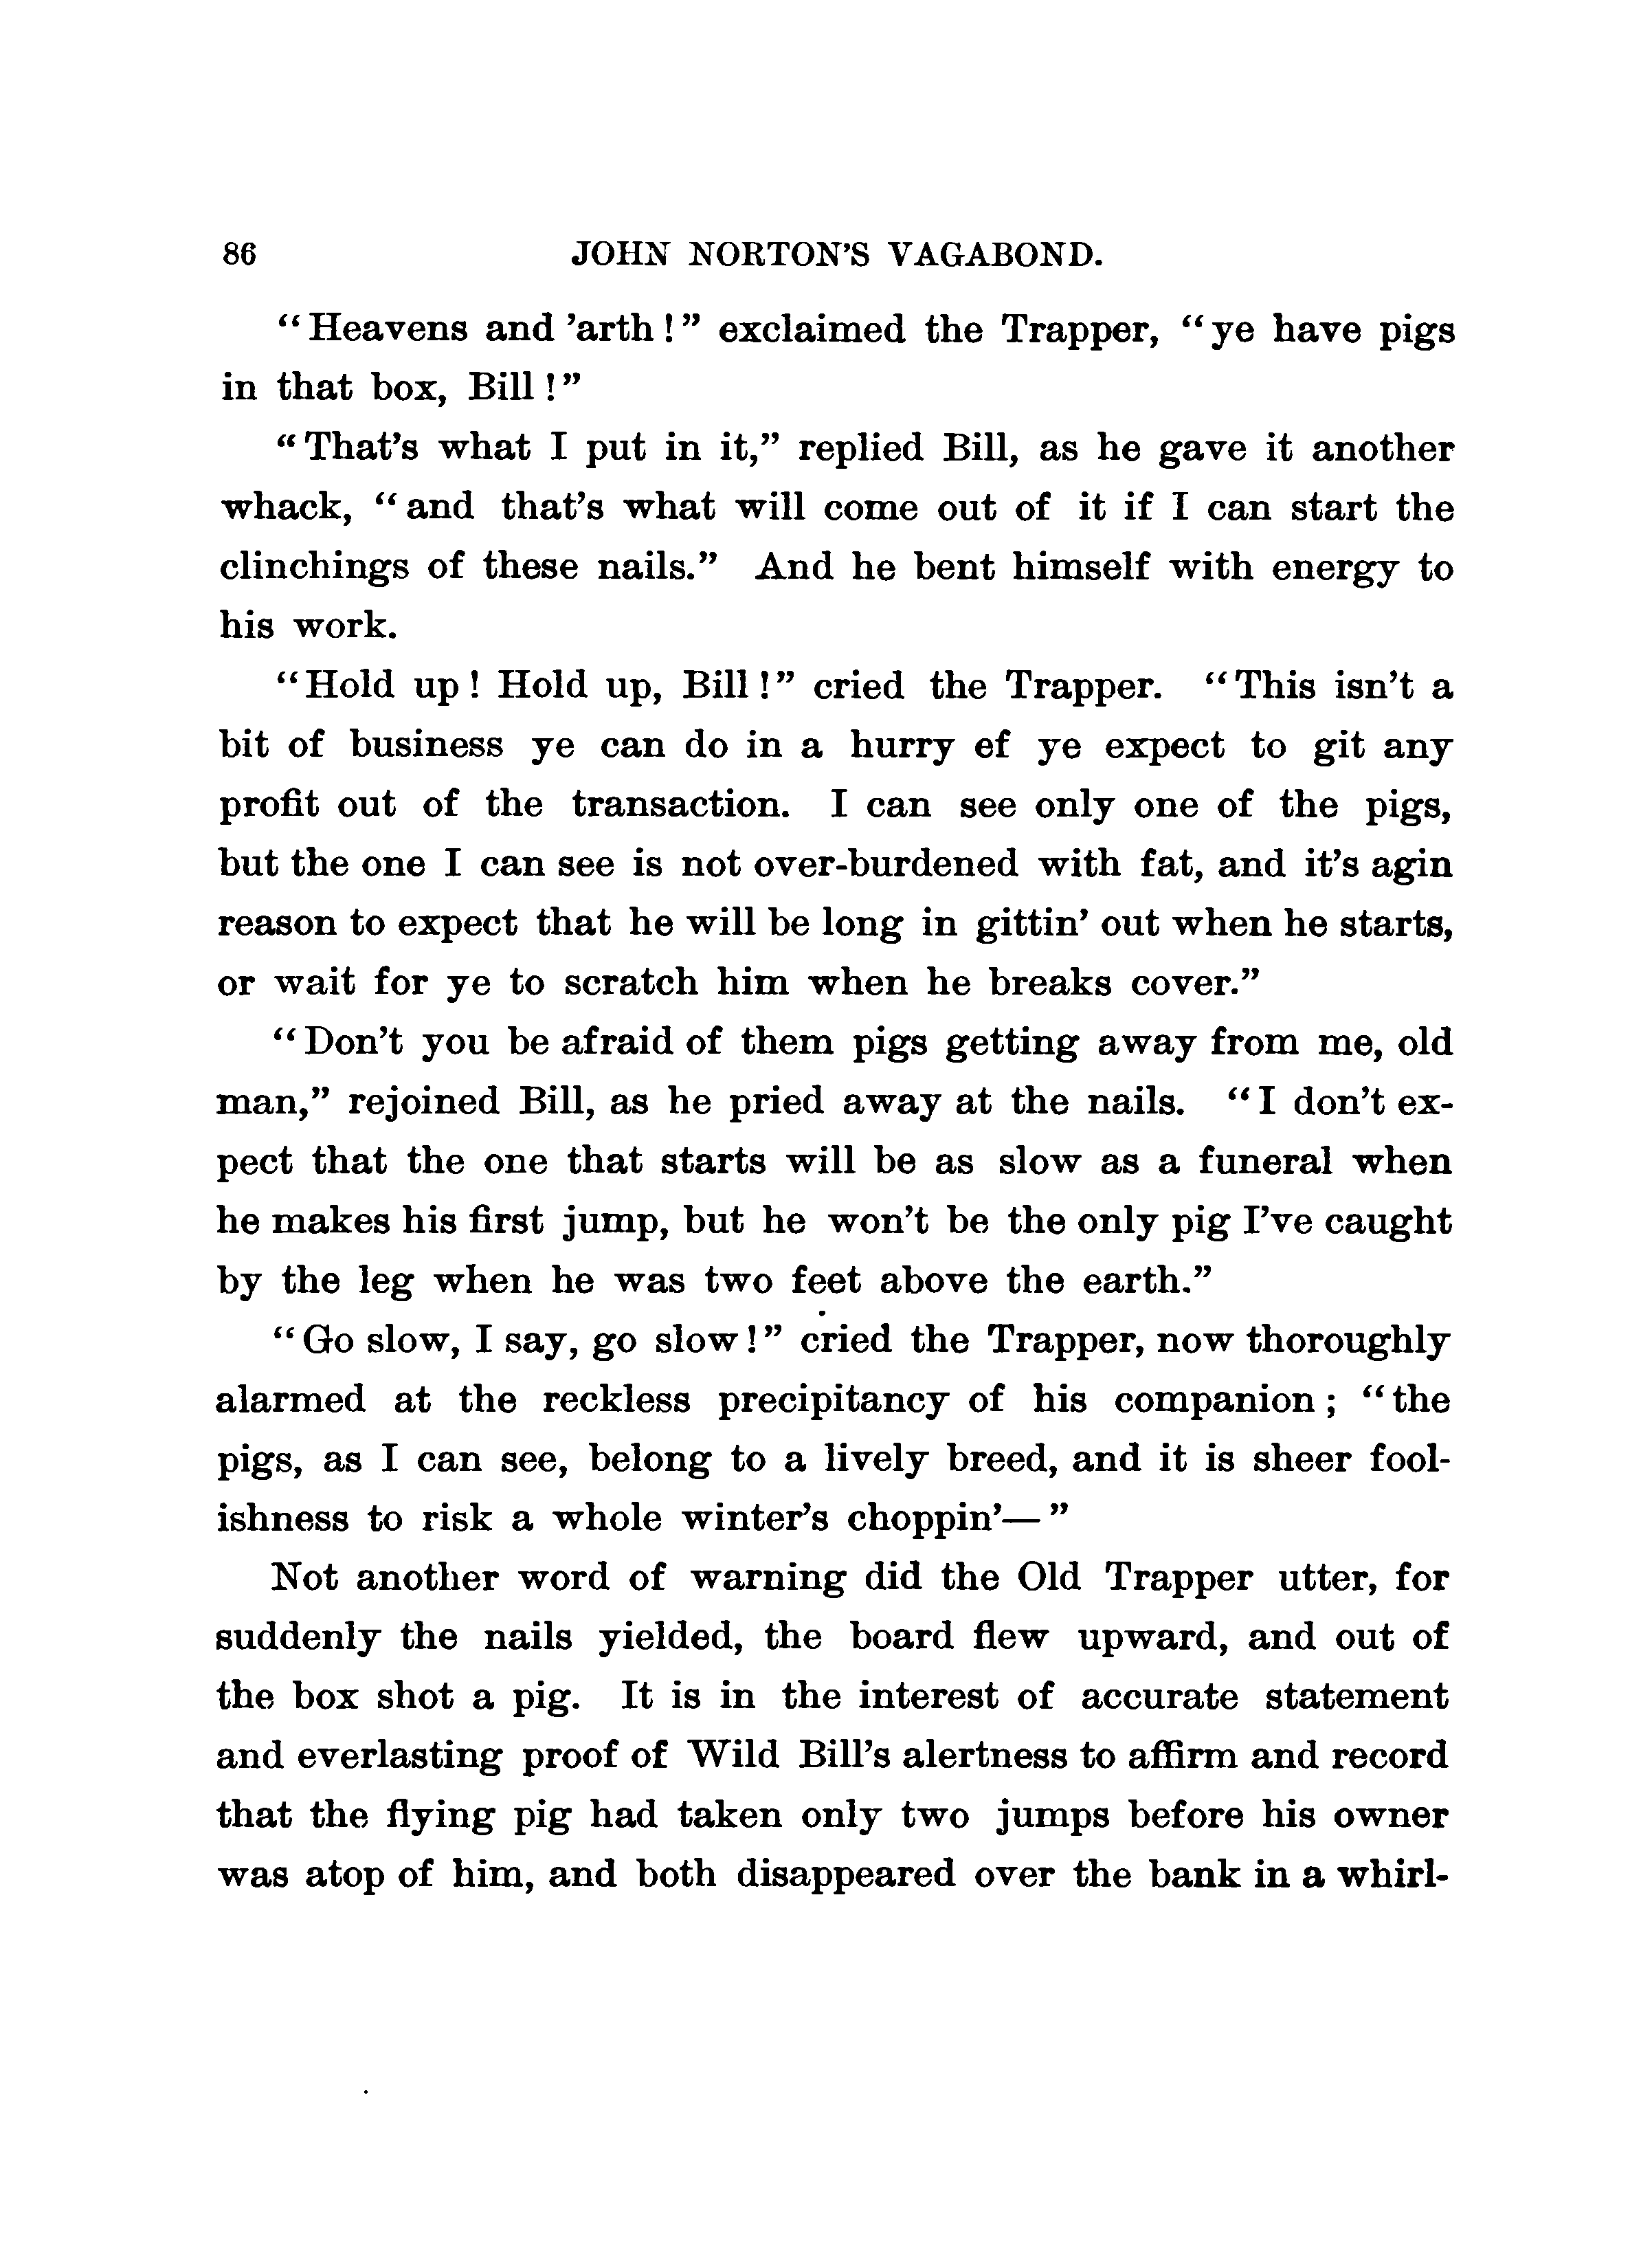 86 JOHN NORTON'S VAGABOND.
“Heavens and ’arth!” exclaimed the Trapper, “ye have pigs
in that box, Bill!”
“That’s what I put in it,” replied Bill, as he gave it another
whack, “and that’s what will come out of it if I can start the
clinchings of these nails.” And he bent himself with energy to
his work.
“Hold up! Hold up, Bill!” cried the Trapper. “This isn’t a
bit of business ye can do in a hurry ef ye expect to git any
profit out of the transaction. I can see only one of the pigs,
but the one I can see is not over-burdened with fat, and it’s agin
reason to expect that he will be long in gittin’ out when he starts,
or wait for ye to scratch him when he breaks cover.”
“Don’t you be afraid of them pigs getting away from me, old
man,” rejoined Bill, as he pried away at the nails. “I don’t ex-
pect that the one that starts will be as slow as a funeral when
he makes his first jump, but he won’t be the only pig I’ve caught
by the leg when he was two feet above the earth.”
“Go slow, I say, go slow!” cried the Trapper, now thoroughly
alarmed at the reckless precipitancy of his companion; “the
pigs, as I can see, belong to a lively breed, and it is sheer fool-
ishness to risk a whole winter’s choppin’—”
Not another word of warning did the Old Trapper utter, for
suddenly the nails yielded, the board flew upward, and out of
the box shot a pig. It is in the interest of accurate statement
and everlasting proof of Wild Bill’s alertness to affirm and record
that the flying pig had taken only two jumps before his owner
was atop of him, and both disappeared over the bank in a whirl-